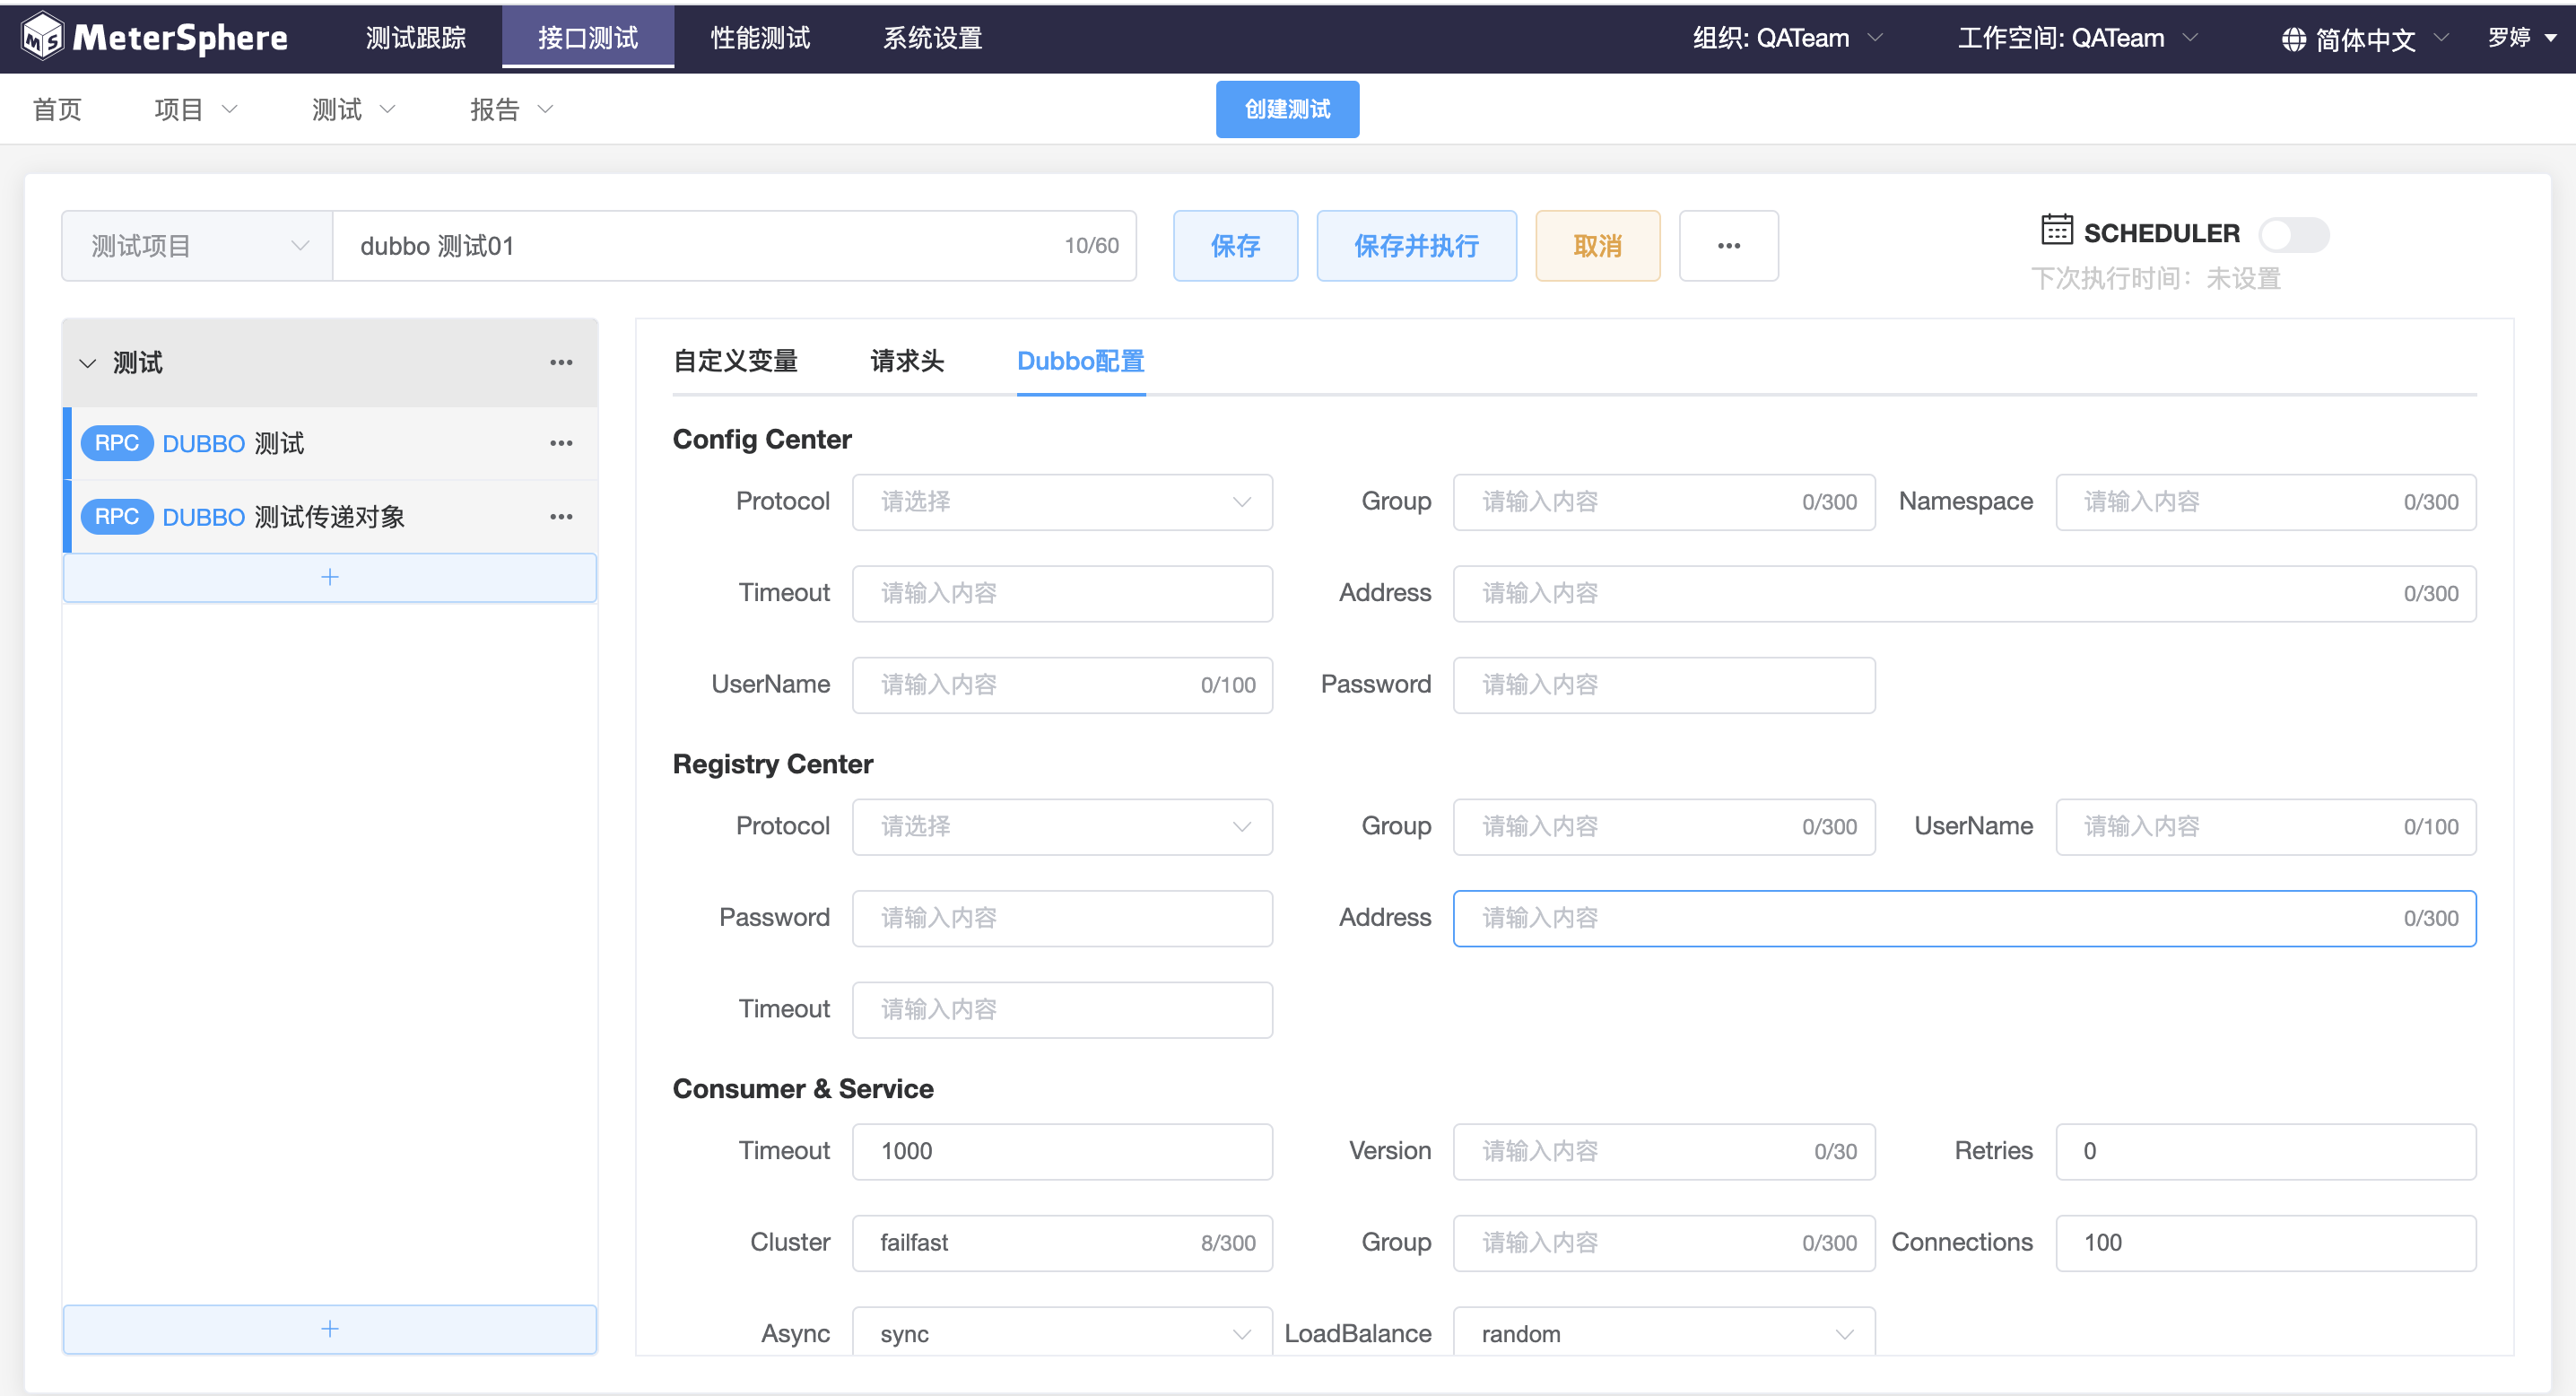 MeterSphere 测试跟踪 接口测试 性能测试 系统设置 组织: QATeam 工作空间: QATeam 简体中文 罗婷
首页 项目 测试 报告 创建测试
测试项目 dubbo 测试01 10/60 保存 保存并执行 取消 ··· SCHEDULER
下次执行时间：未设置
测试 ···
RPC DUBBO 测试 ···
RPC DUBBO 测试传递对象 ···
+
+
自定义变量 请求头 Dubbo配置
Config Center
Protocol 请选择 Group 请输入内容 0/300 Namespace 请输入内容 0/300
Timeout 请输入内容 Address 请输入内容 0/300
UserName 请输入内容 0/100 Password 请输入内容
Registry Center
Protocol 请选择 Group 请输入内容 0/300 UserName 请输入内容 0/100
Password 请输入内容 Address 请输入内容 0/300
Timeout 请输入内容
Consumer & Service
Timeout 1000 Version 请输入内容 0/30 Retries 0
Cluster failfast 8/300 Group 请输入内容 0/300 Connections 100
Async sync LoadBalance random